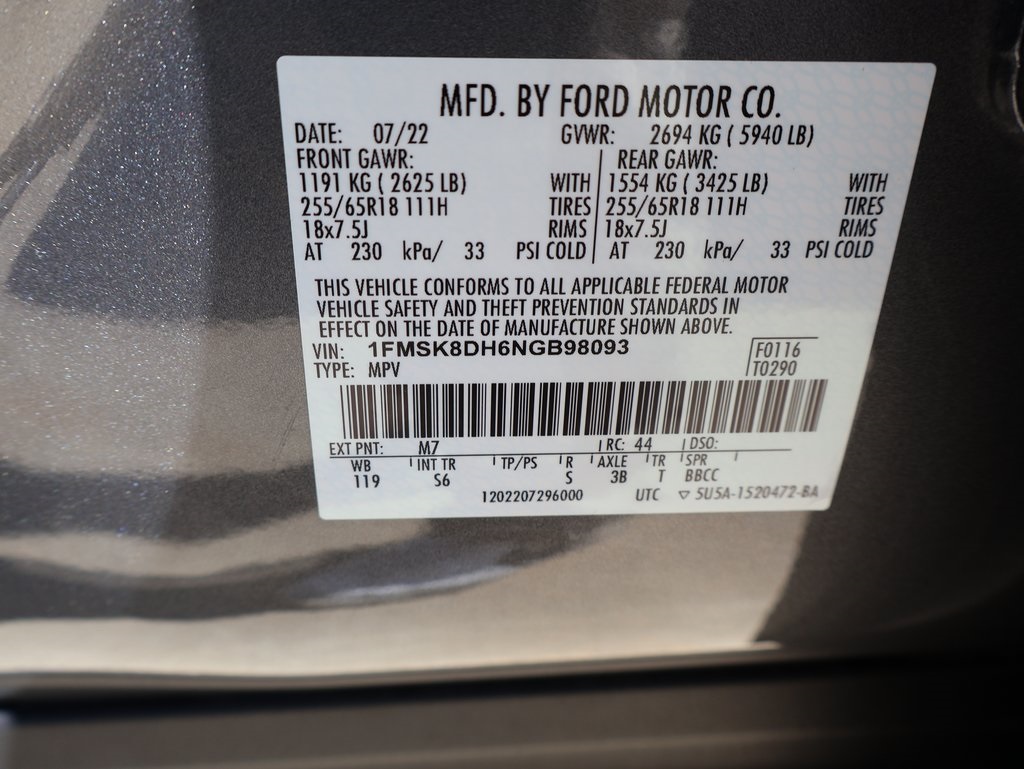 MFD. BY FORD MOTOR CO.
DATE: 07/22 GVWR: 2694 KG ( 5940 LB)
FRONT GAWR: REAR GAWR:
1191 KG ( 2625 LB) WITH 1554 KG ( 3425 LB) WITH
255/65R18 111H TIRES 255/65R18 111H TIRES
18x7.5J RIMS 18x7.5J RIMS
AT 230 kPa/ 33 PSI COLD AT 230 kPa/ 33 PSI COLD
THIS VEHICLE CONFORMS TO ALL APPLICABLE FEDERAL MOTOR
VEHICLE SAFETY AND THEFT PREVENTION STANDARDS IN
EFFECT ON THE DATE OF MANUFACTURE SHOWN ABOVE.
VIN: 1FMSK8DH6NGB98093 F0116
TYPE: MPV T0290
EXT PNT: M7 RC: 44 DSO:
WB INT TR TP/PS R AXLE TR SPR
119 S6 S 3B T BBCC
1202207296000 UTC ▽ 5U5A-1520472-BA